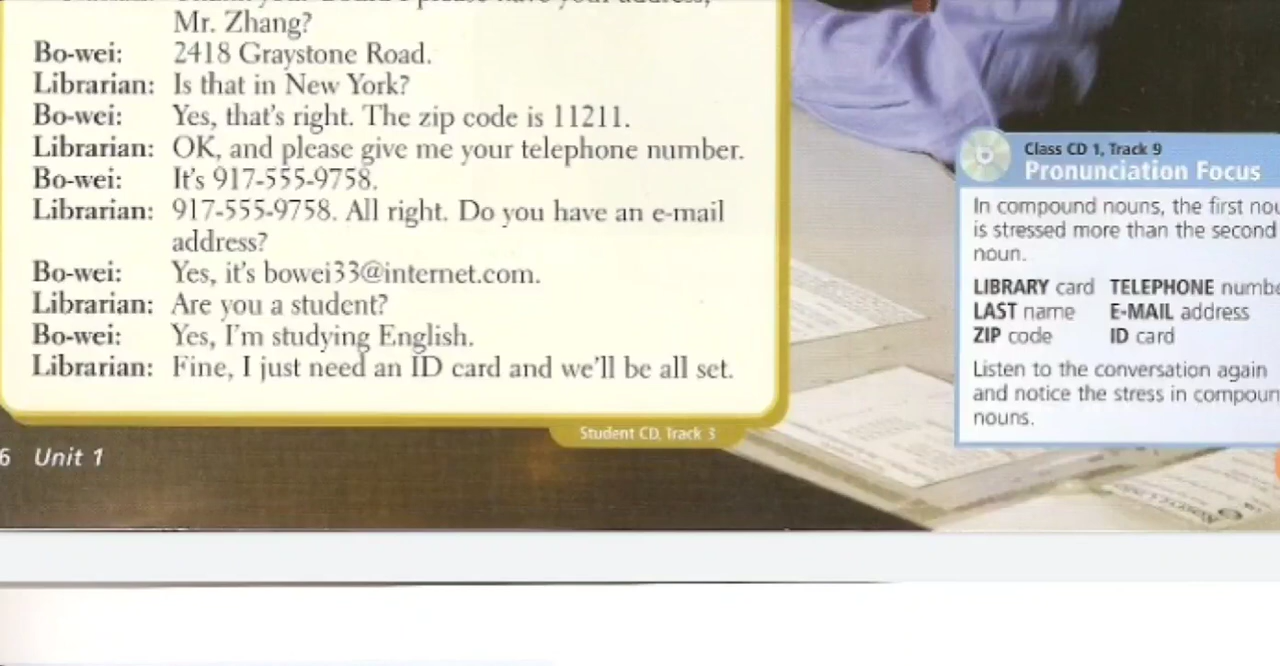 Mr. Zhang?
Bo-wei: 2418 Graystone Road.
Librarian: Is that in New York?
Bo-wei: Yes, that's right. The zip code is 11211.
Librarian: OK, and please give me your telephone number.
Bo-wei: It's 917-555-9758.
Librarian: 917-555-9758. All right. Do you have an e-mail
address?
Bo-wei: Yes, it's bowei33@internet.com.
Librarian: Are you a student?
Bo-wei: Yes, I'm studying English.
Librarian: Fine, I just need an ID card and we'll be all set.
Student CD, Track 3
6 Unit 1
Class CD 1, Track 9
Pronunciation Focus
In compound nouns, the first nou
is stressed more than the second
noun.
LIBRARY card TELEPHONE numbe
LAST name E-MAIL address
ZIP code ID card
Listen to the conversation again
and notice the stress in compoun
nouns.